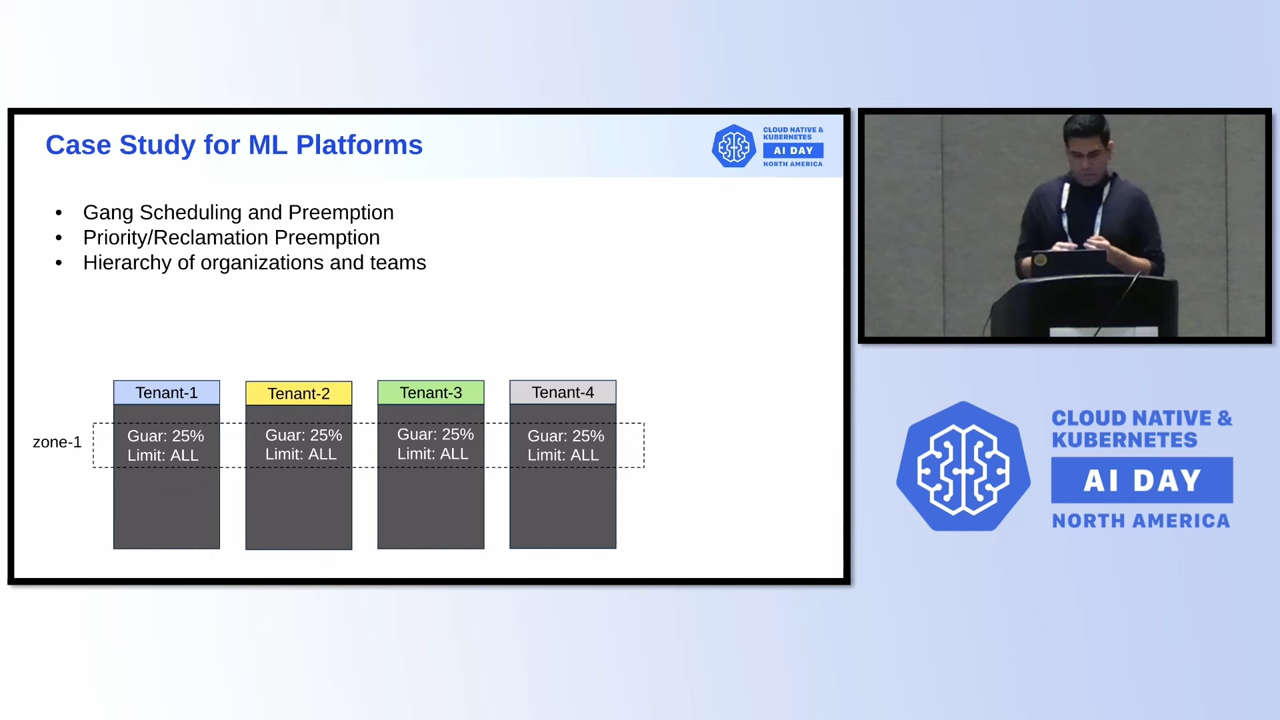 Case Study for ML Platforms
CLOUD NATIVE &
KUBERNETES
AI DAY
NORTH AMERICA
• Gang Scheduling and Preemption
• Priority/Reclamation Preemption
• Hierarchy of organizations and teams
Tenant-1
Tenant-2
Tenant-3
Tenant-4
zone-1
Guar: 25%
Limit: ALL
Guar: 25%
Limit: ALL
Guar: 25%
Limit: ALL
Guar: 25%
Limit: ALL
CLOUD NATIVE &
KUBERNETES
AI DAY
NORTH AMERICA